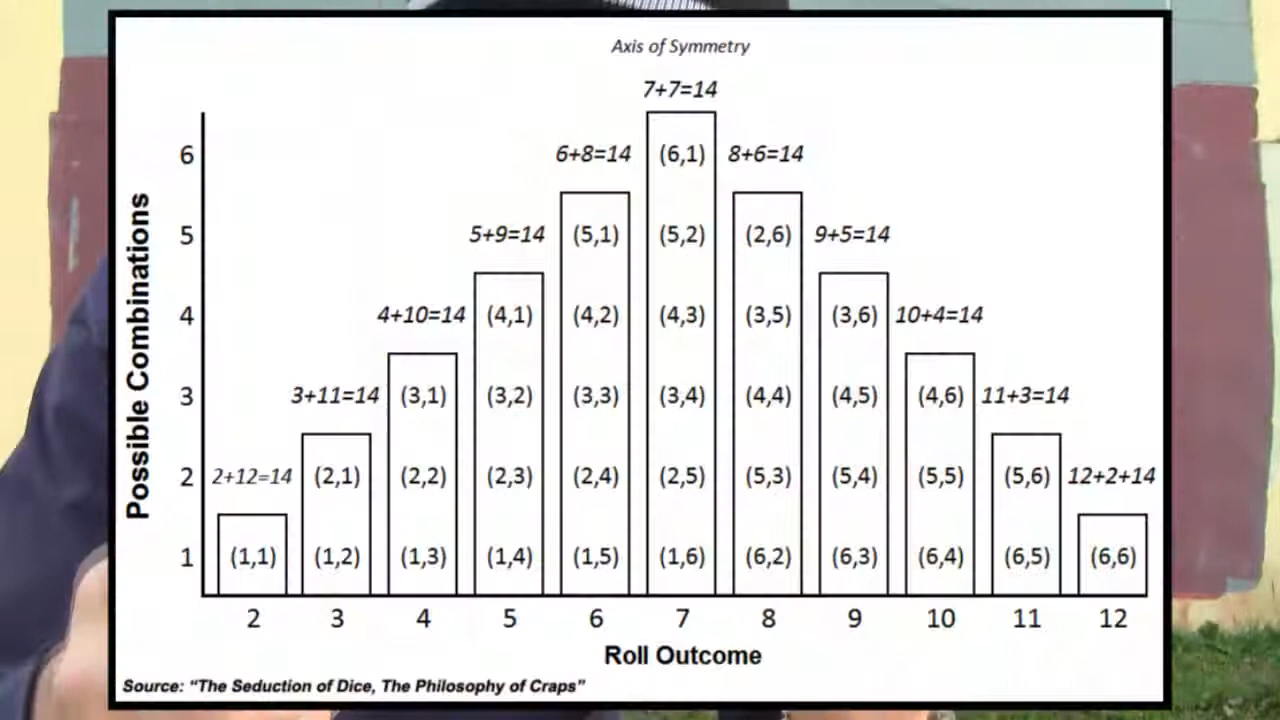 Axis of Symmetry
7+7=14
6 6+8=14 (6,1) 8+6=14
5 5+9=14 (5,1) (5,2) (2,6) 9+5=14
4 4+10=14 (4,1) (4,2) (4,3) (3,5) (3,6) 10+4=14
3 3+11=14 (3,1) (3,2) (3,3) (3,4) (4,4) (4,5) (4,6) 11+3=14
2 2+12=14 (2,1) (2,2) (2,3) (2,4) (2,5) (5,3) (5,4) (5,5) (5,6) 12+2+14
1 (1,1) (1,2) (1,3) (1,4) (1,5) (1,6) (6,2) (6,3) (6,4) (6,5) (6,6)
Possible Combinations
2 3 4 5 6 7 8 9 10 11 12
Roll Outcome
Source: “The Seduction of Dice, The Philosophy of Craps”